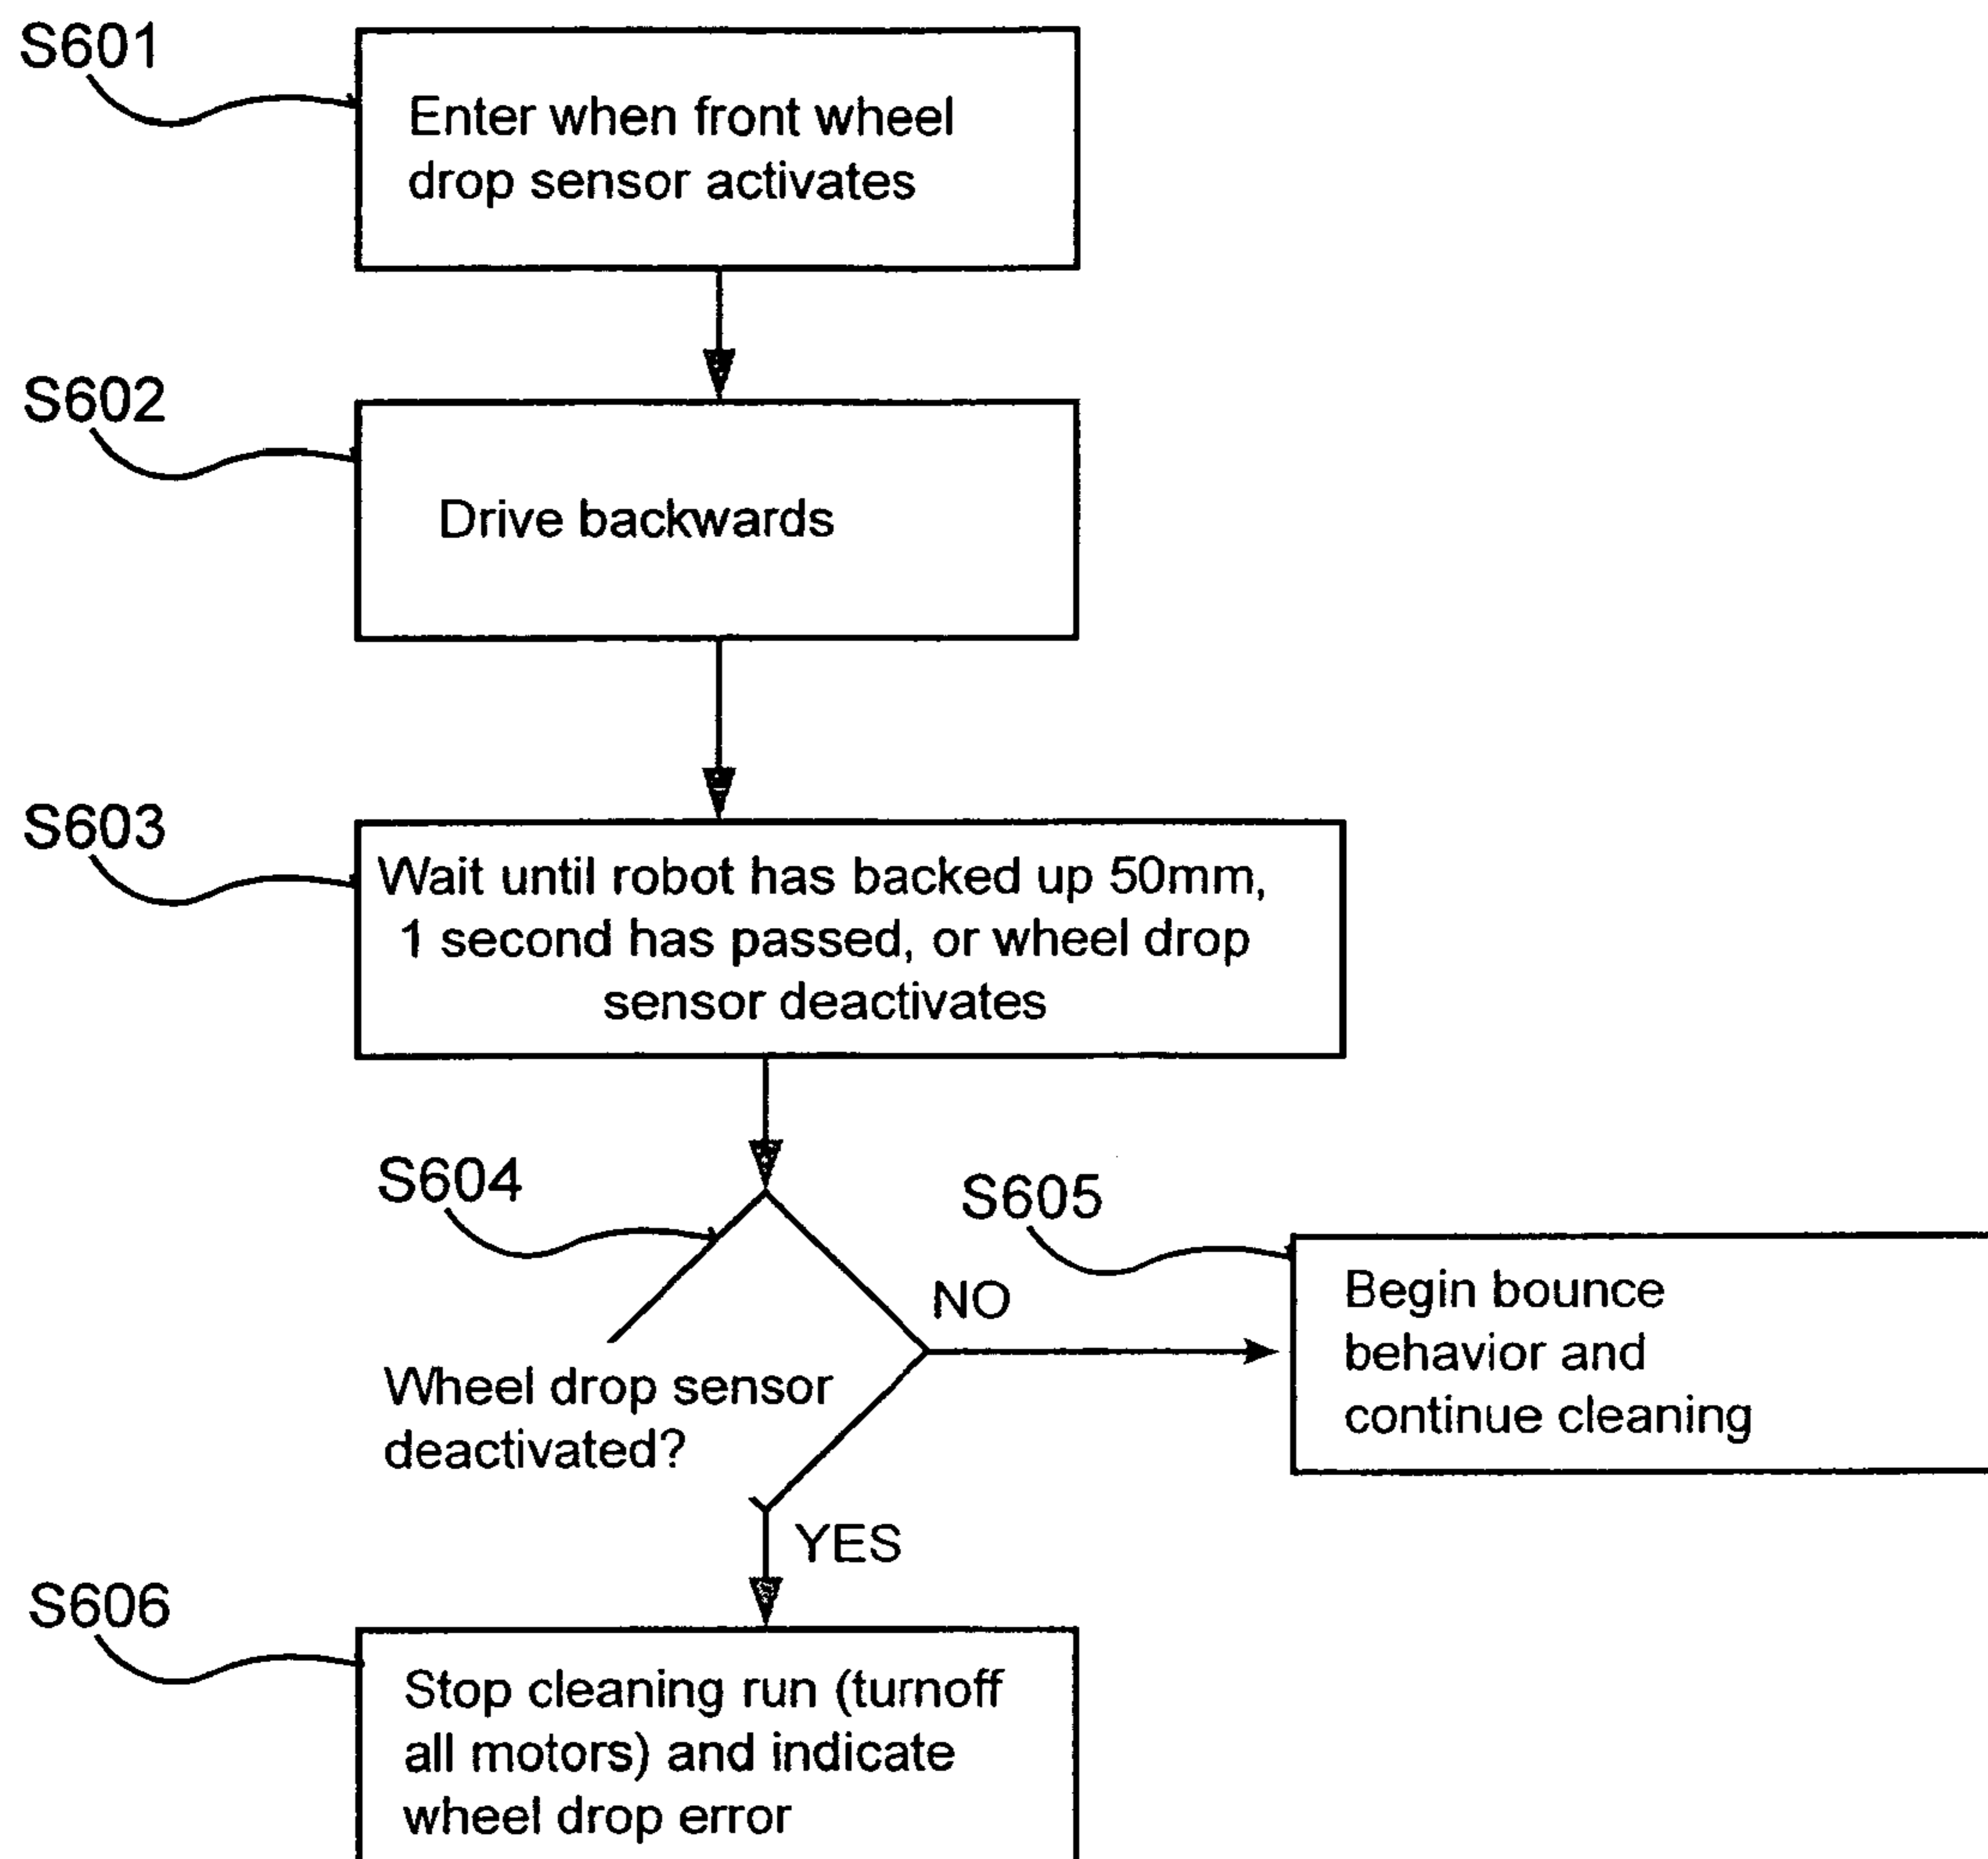 S601
Enter when front wheel
drop sensor activates
S602
Drive backwards
S603
Wait until robot has backed up 50mm,
1 second has passed, or wheel drop
sensor deactivates
S604
S605
NO
Begin bounce
behavior and
continue cleaning
Wheel drop sensor
deactivated?
YES
S606
Stop cleaning run (turnoff
all motors) and indicate
wheel drop error